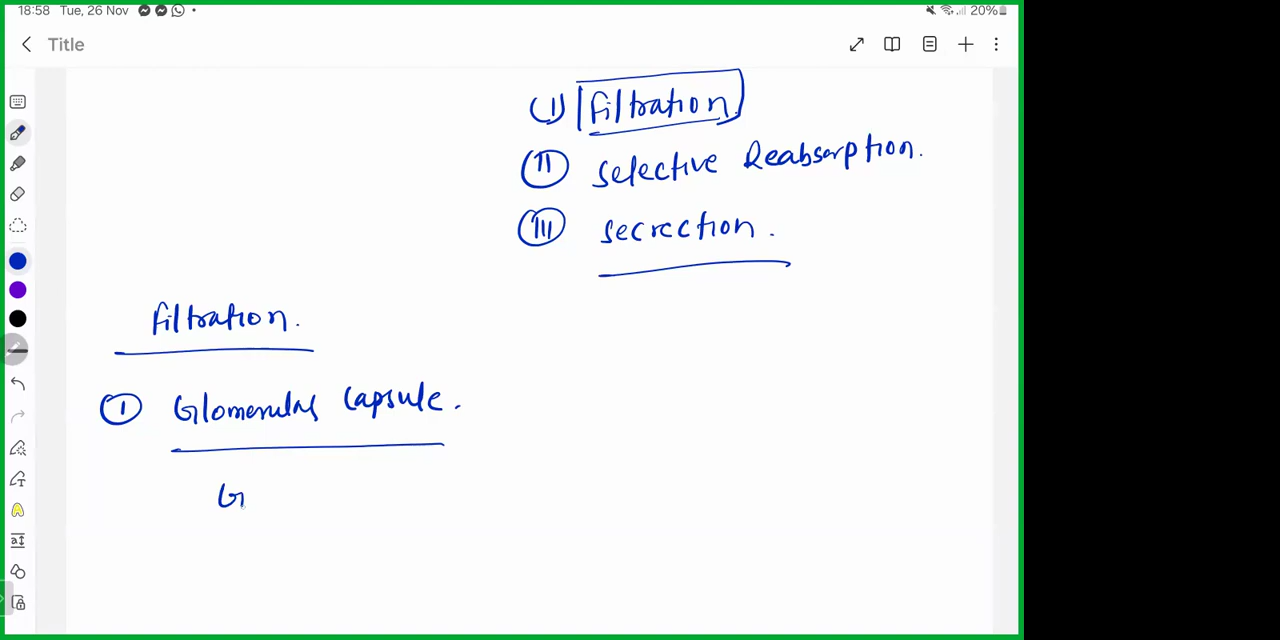 18:58 Tue, 26 Nov 20%
Title
(I) Filtration.
(II) Selective Reabsorption.
(III) Secrection.
Filtration.
(1) Glomerular Capsule.
G